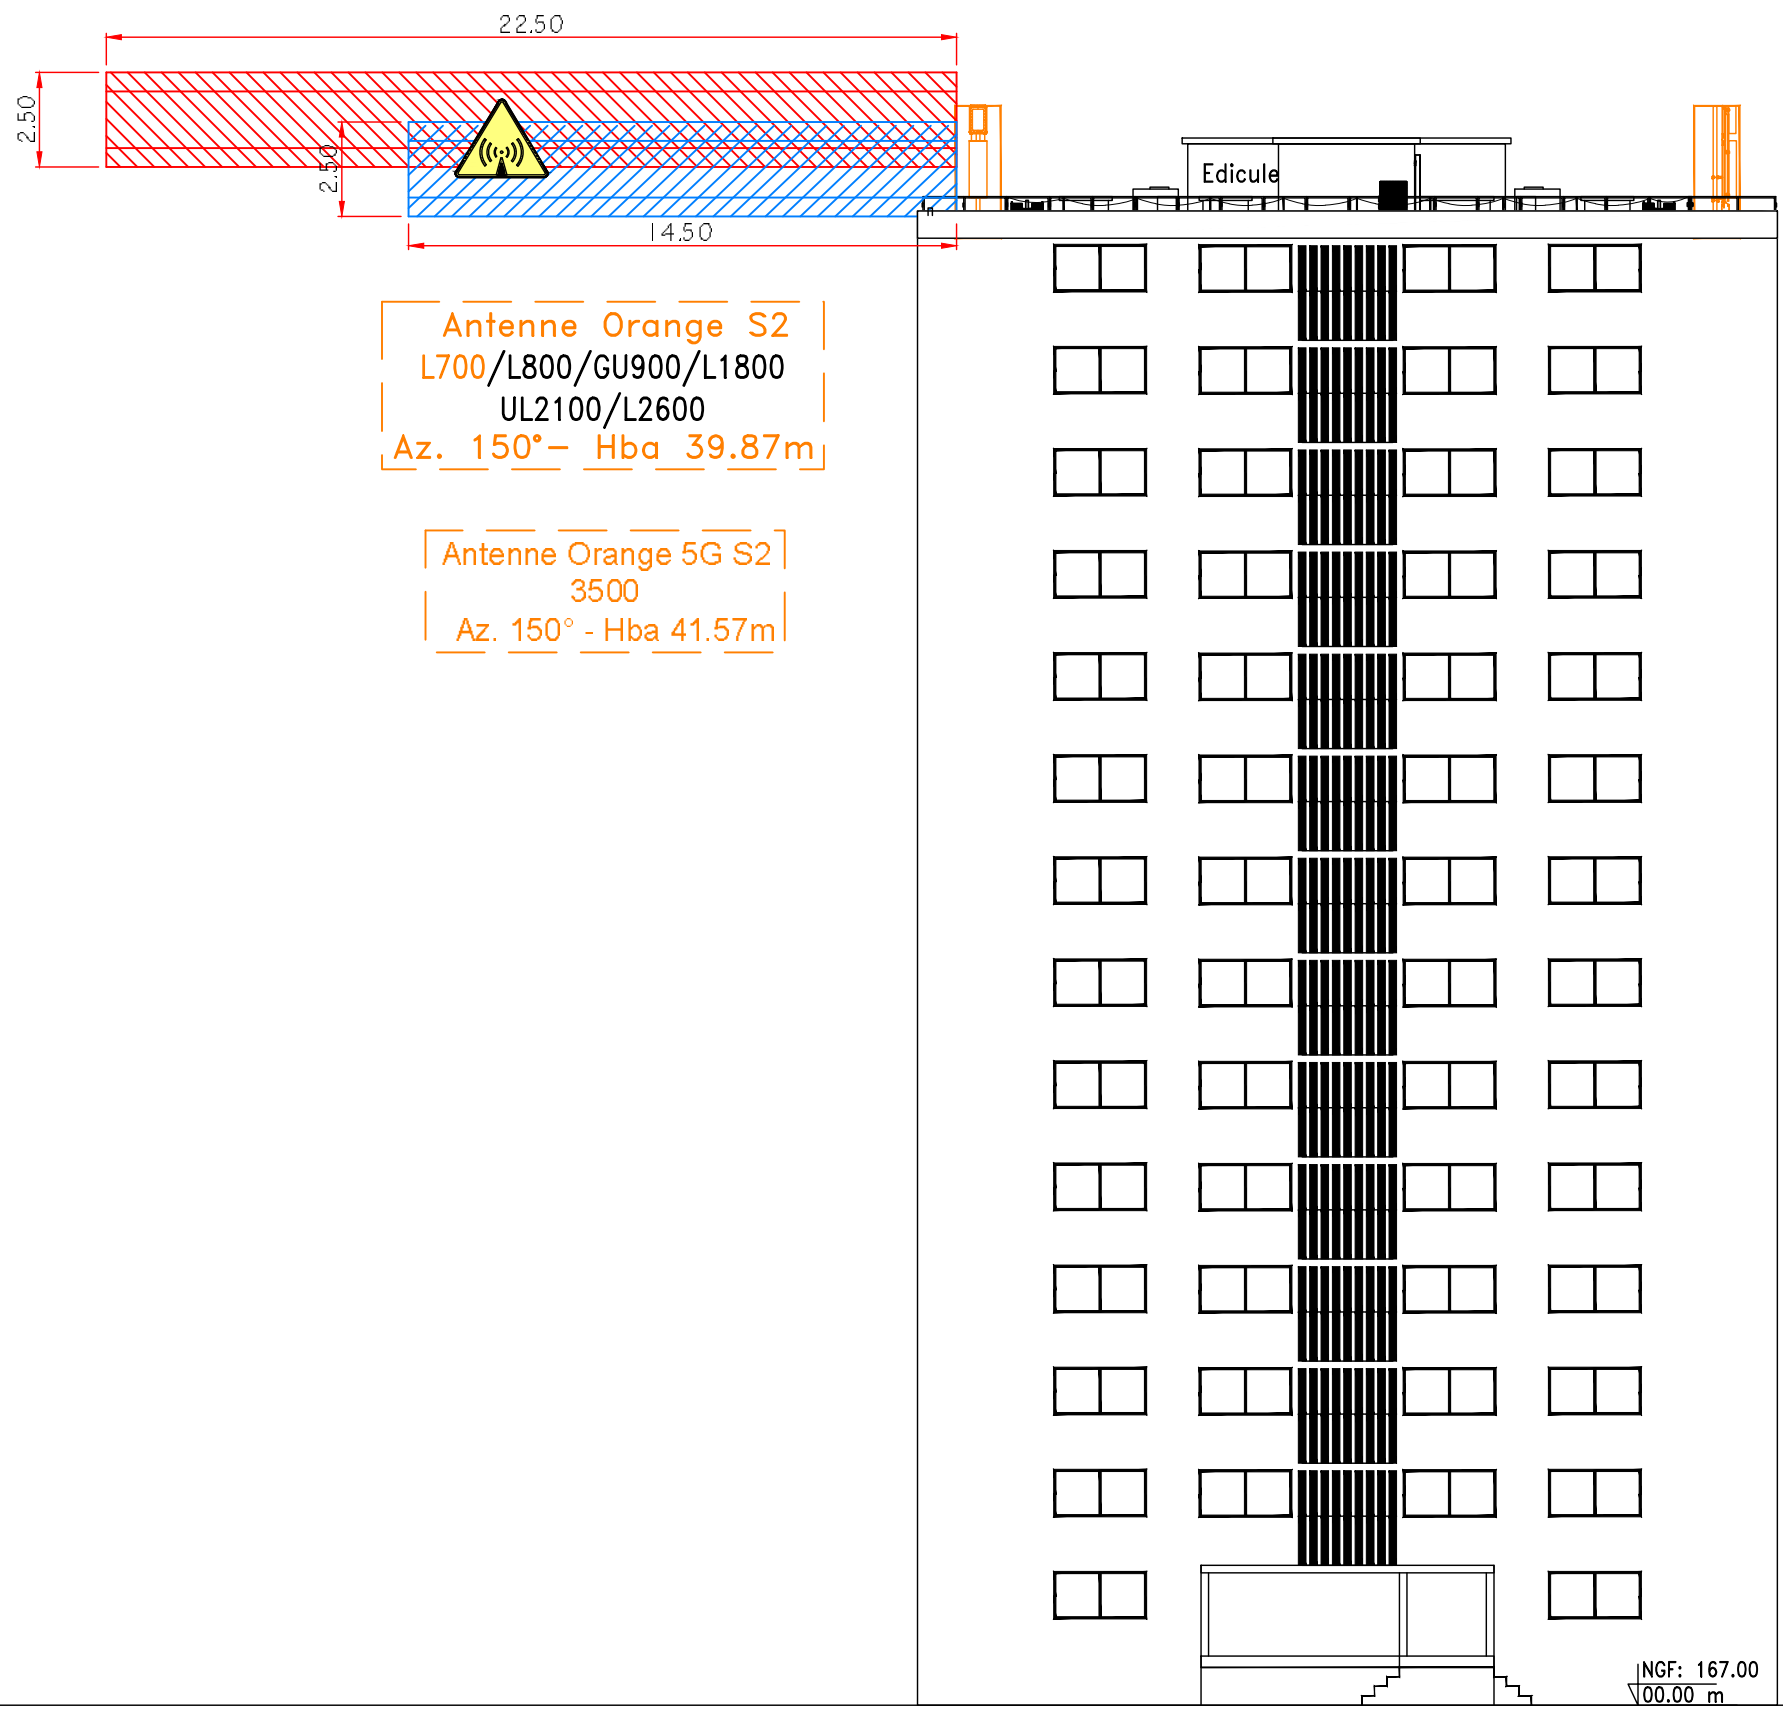 22.50
2.50
2.50
Edicule
14.50
Antenne Orange S2
L700/L800/GU900/L1800
UL2100/L2600
Az. 150°- Hba 39.87m
Antenne Orange 5G S2
3500
Az. 150° - Hba 41.57m
NGF: 167.00
00.00 m